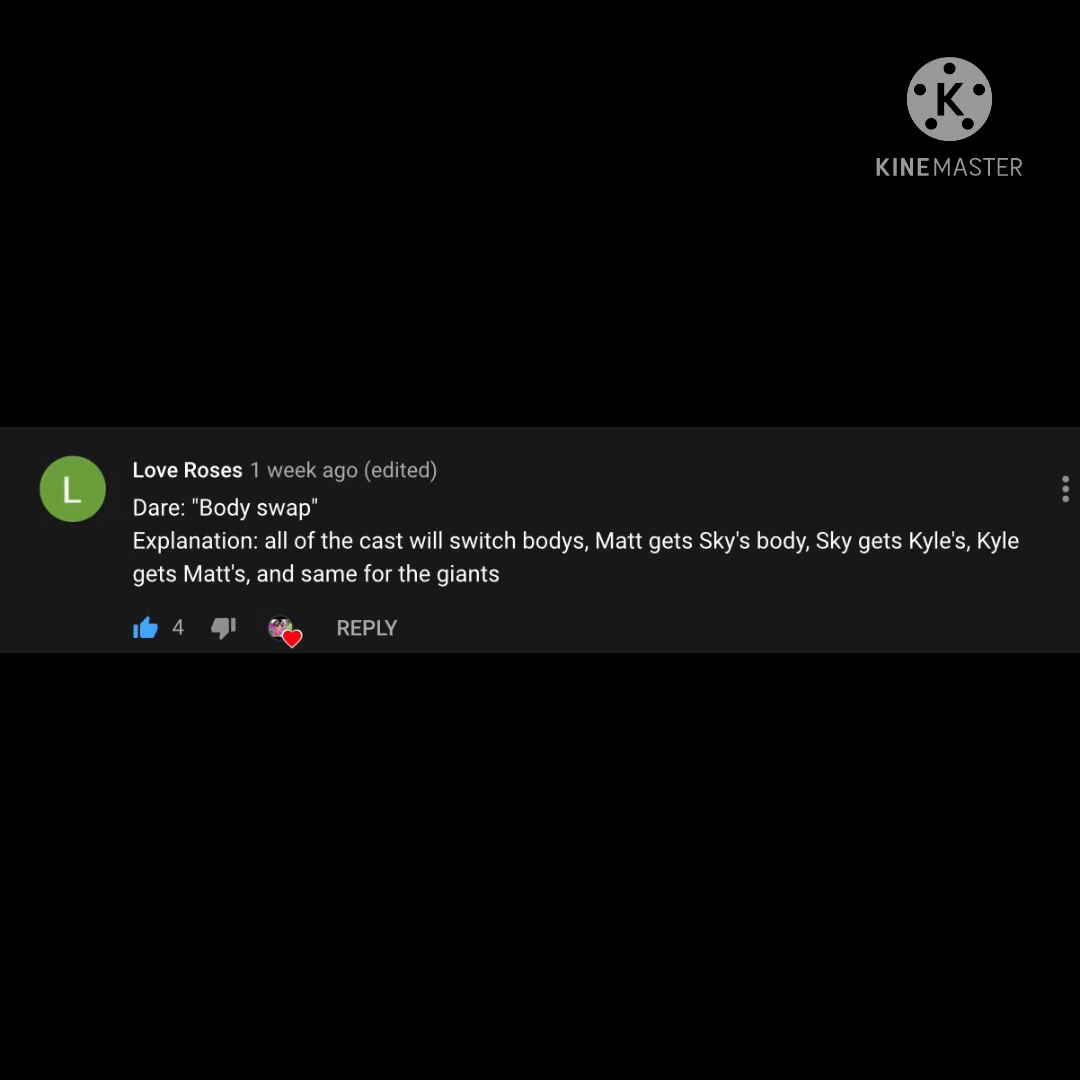 K
KINEMASTER
L
Love Roses 1 week ago (edited)
Dare: "Body swap"
Explanation: all of the cast will switch bodys, Matt gets Sky's body, Sky gets Kyle's, Kyle
gets Matt's, and same for the giants
4 REPLY